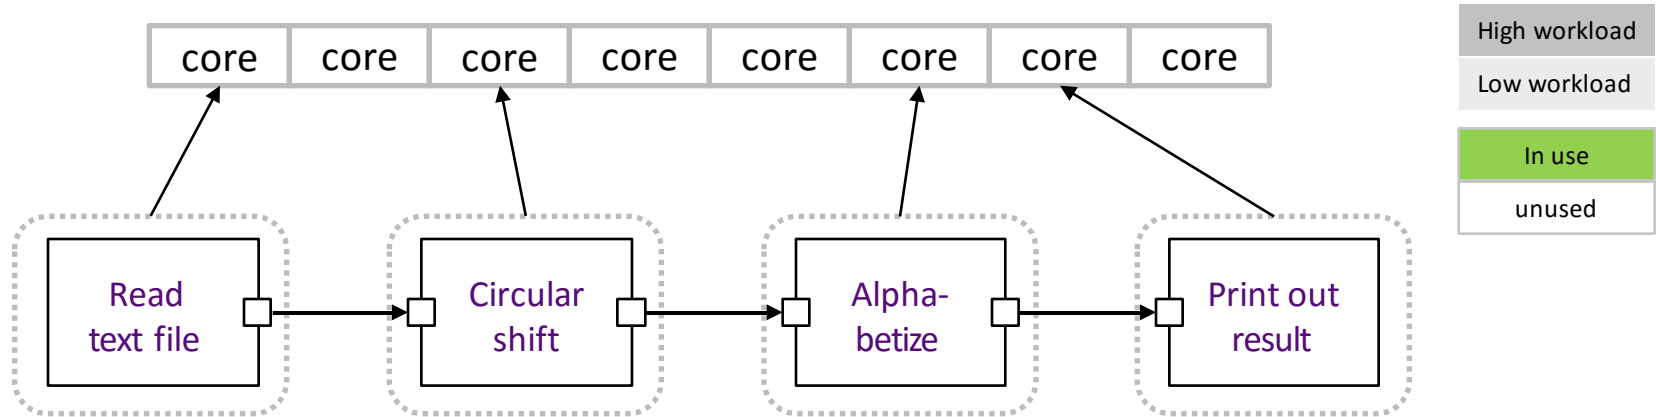 core core core core core core core core
High workload
Low workload
In use
unused
Read
text file
Circular
shift
Alpha-
betize
Print out
result